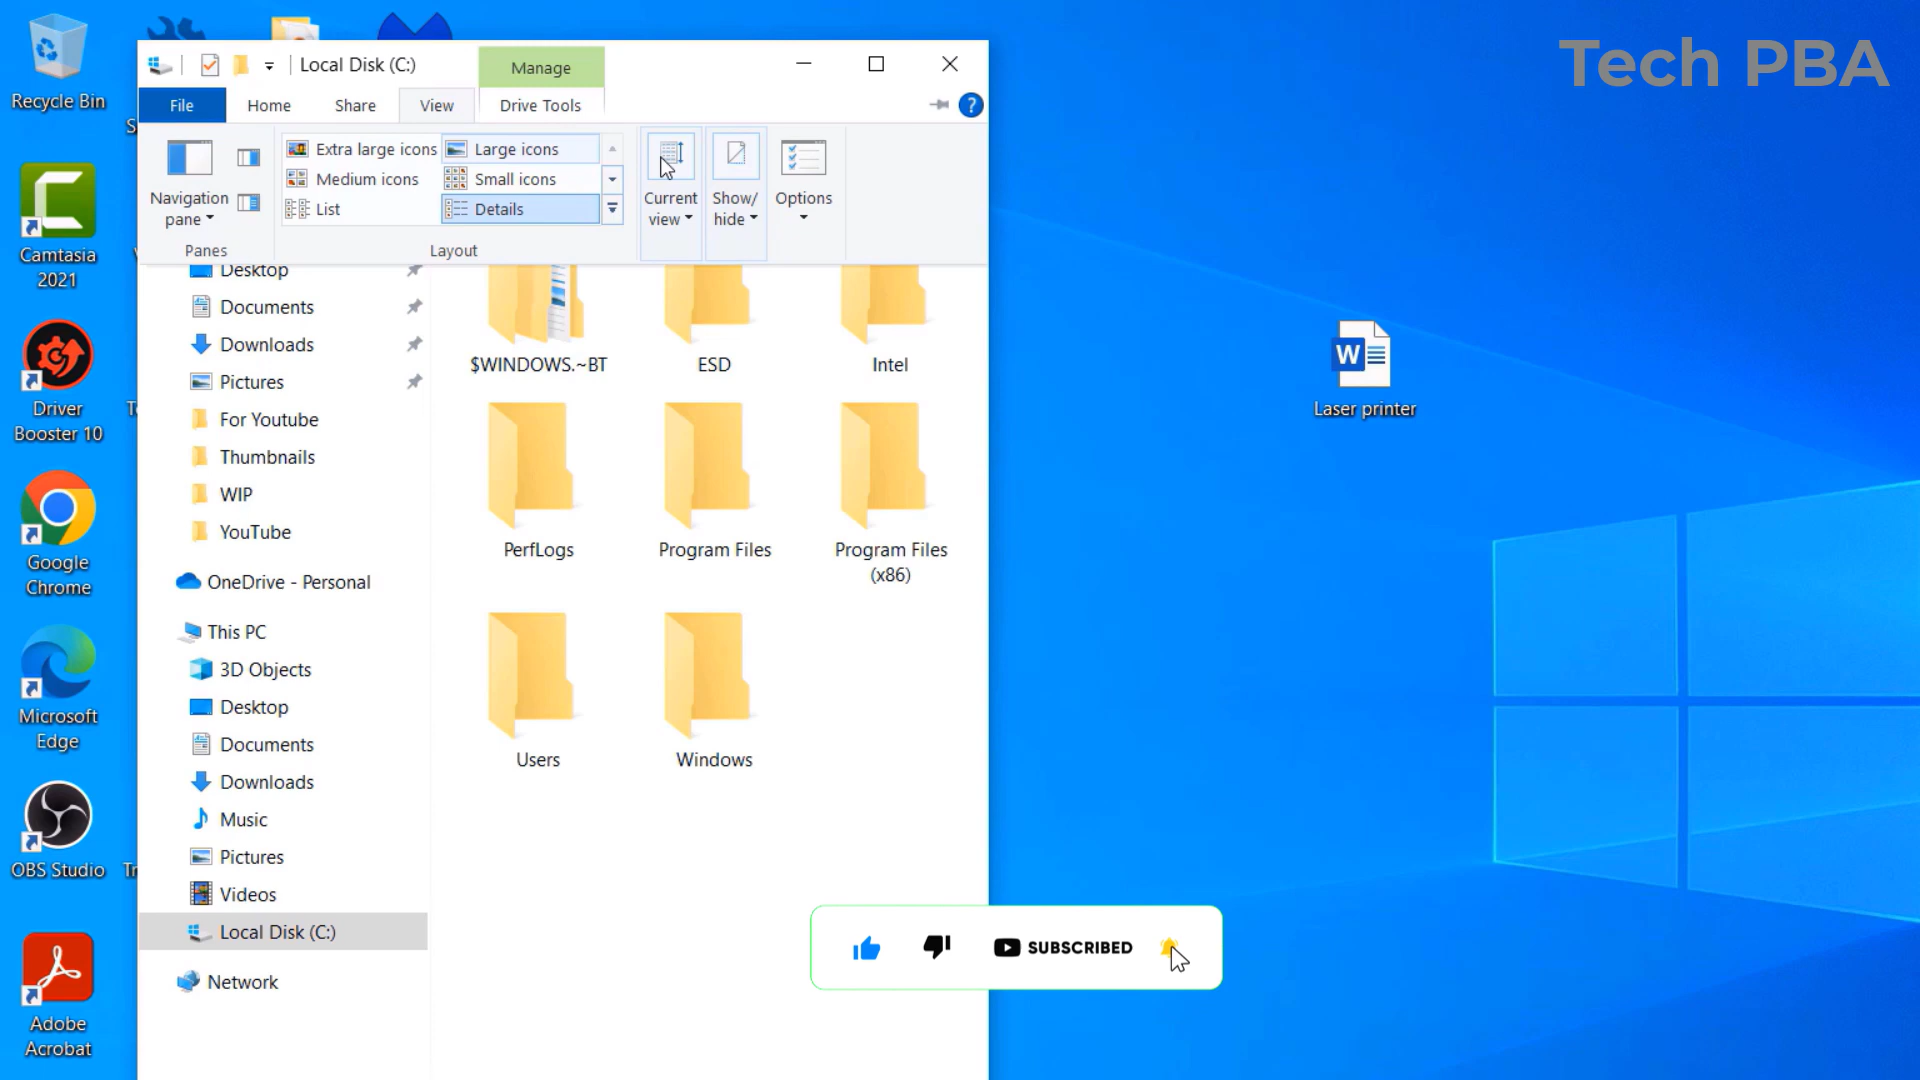 Tech PBA
Recycle Bin
Camtasia
2021
Driver
Booster 10
Google
Chrome
Microsoft
Edge
OBS Studio
Adobe
Acrobat
Local Disk (C:)
Manage
File
Home
Share
View
Drive Tools
Navigation
pane
Panes
Extra large icons
Large icons
Medium icons
Small icons
List
Details
Layout
Current
view
Show/
hide
Options
Desktop
Documents
Downloads
Pictures
For Youtube
Thumbnails
WIP
YouTube
OneDrive - Personal
This PC
3D Objects
Desktop
Documents
Downloads
Music
Pictures
Videos
Local Disk (C:)
Network
$WINDOWS.~BT
ESD
Intel
PerfLogs
Program Files
Program Files
(x86)
Users
Windows
W
Laser printer
SUBSCRIBED